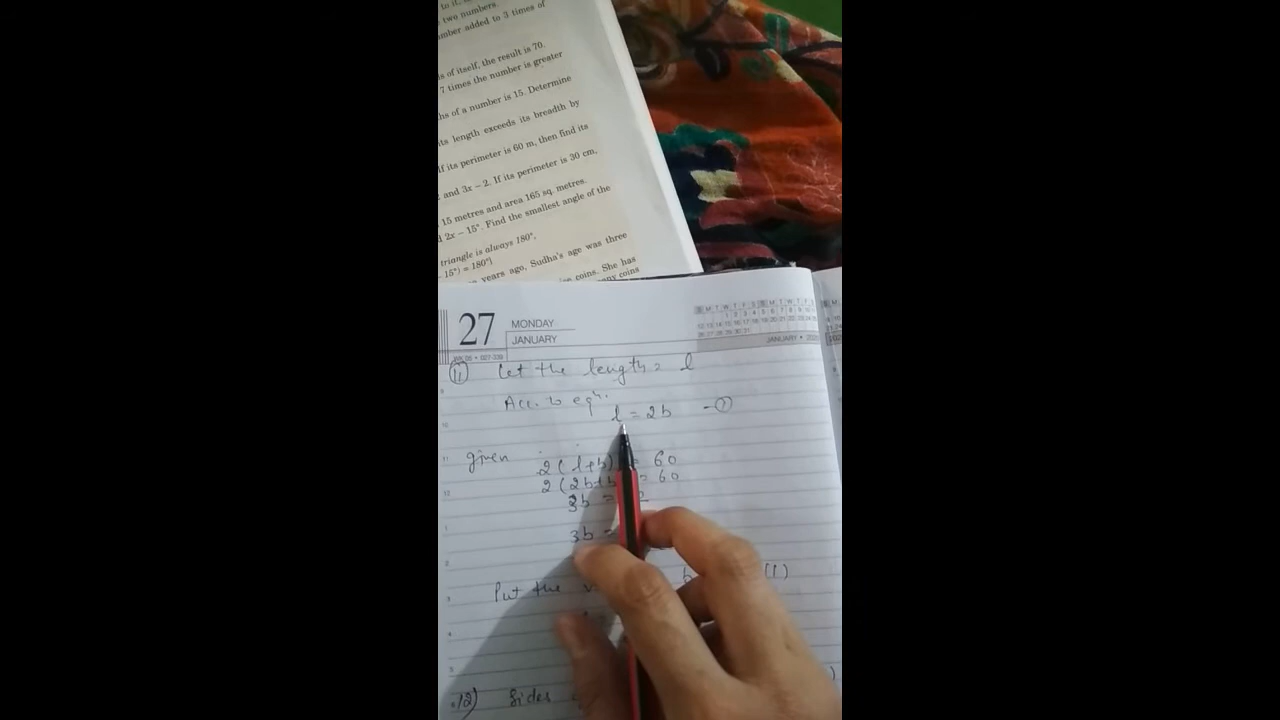 to it,
two numbers.
mber added to 3 times of
s of itself, the result is 70.
7 times the number is greater
hs of a number is 15. Determine
its length exceeds its breadth by
If its perimeter is 60 m, then find its
and 3x – 2. If its perimeter is 30 cm,
15 metres and area 165 sq. metres.
d 2x – 15°. Find the smallest angle of the
triangle is always 180°,
15°) = 180°]
years ago, Sudha's age was three
coins. She has
any coins
27 MONDAY
JANUARY
S M T W T F S S M T W T F S
JANUARY •
11 Let the length = l
Acc. to eqn.
l = 2b – 1
given 2(l+b) = 60
2(2b+b = 60
3b =
3b =
Put the b (1)
12) Sides